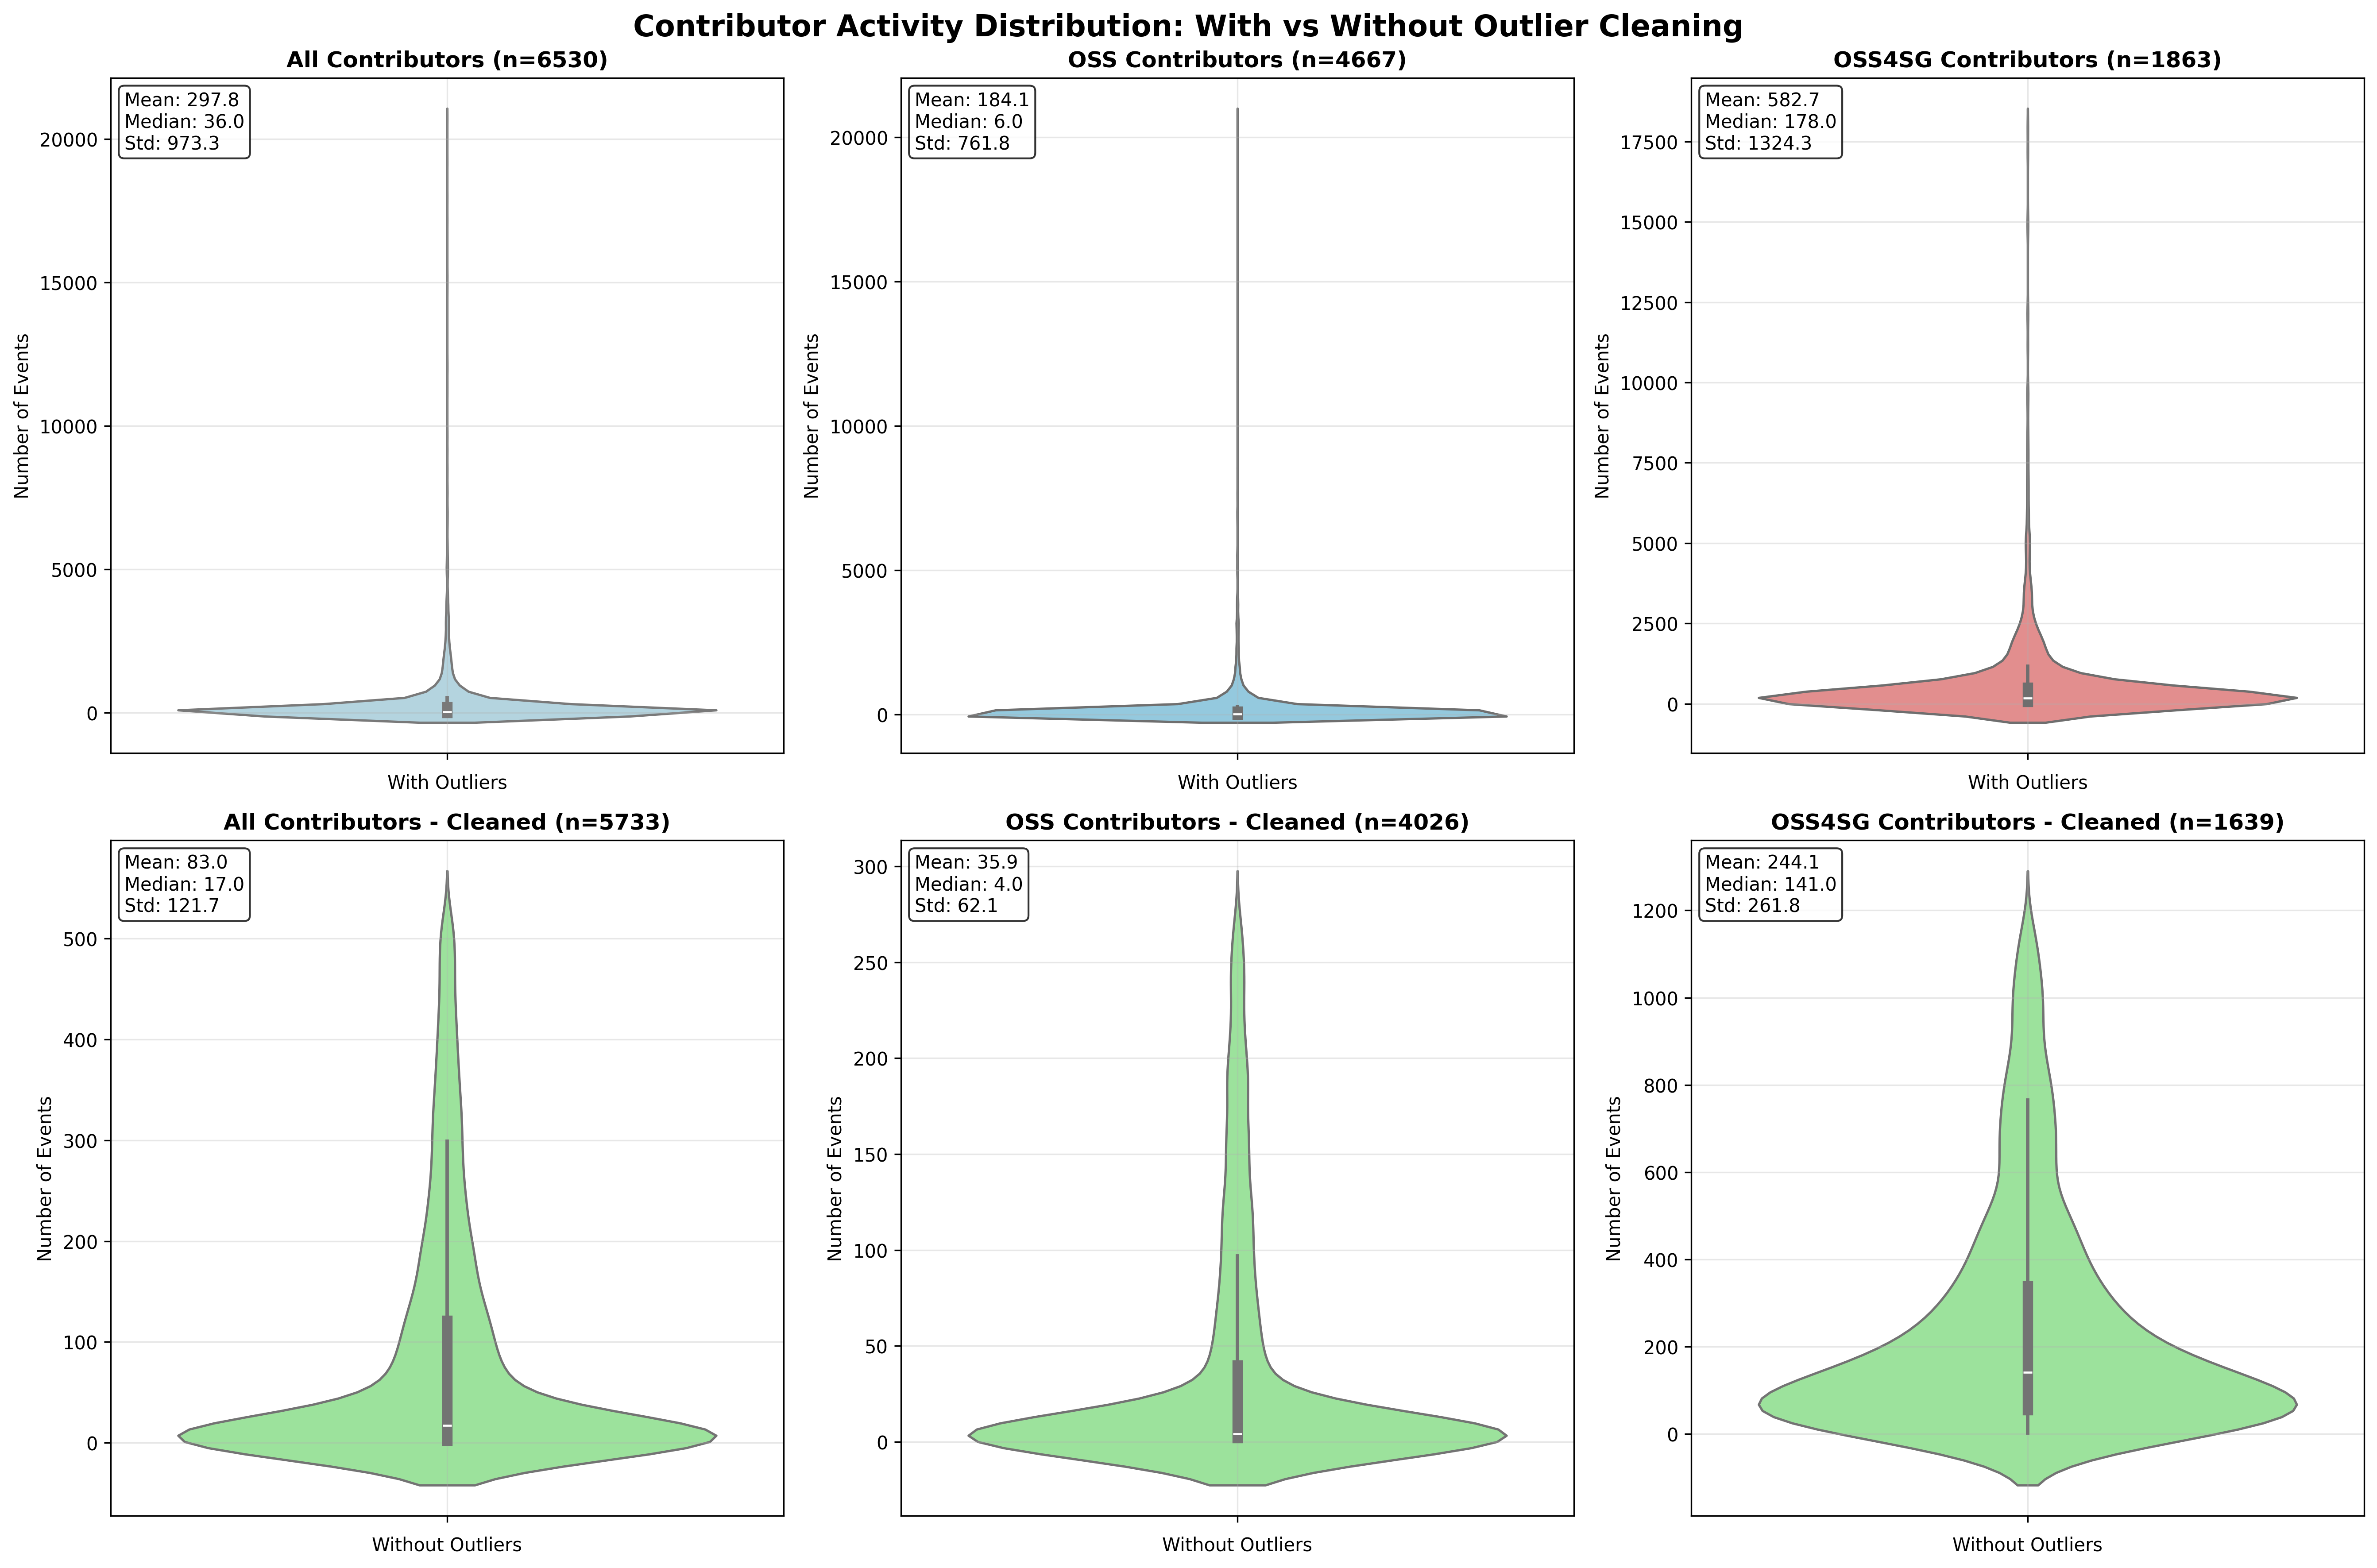 Contributor Activity Distribution: With vs Without Outlier Cleaning
All Contributors (n=6530)
Mean: 297.8
Median: 36.0
Std: 973.3
Number of Events
20000
15000
10000
5000
0
With Outliers
OSS Contributors (n=4667)
Mean: 184.1
Median: 6.0
Std: 761.8
Number of Events
20000
15000
10000
5000
0
With Outliers
OSS4SG Contributors (n=1863)
Mean: 582.7
Median: 178.0
Std: 1324.3
Number of Events
17500
15000
12500
10000
7500
5000
2500
0
With Outliers
All Contributors - Cleaned (n=5733)
Mean: 83.0
Median: 17.0
Std: 121.7
Number of Events
500
400
300
200
100
0
Without Outliers
OSS Contributors - Cleaned (n=4026)
Mean: 35.9
Median: 4.0
Std: 62.1
Number of Events
300
250
200
150
100
50
0
Without Outliers
OSS4SG Contributors - Cleaned (n=1639)
Mean: 244.1
Median: 141.0
Std: 261.8
Number of Events
1200
1000
800
600
400
200
0
Without Outliers